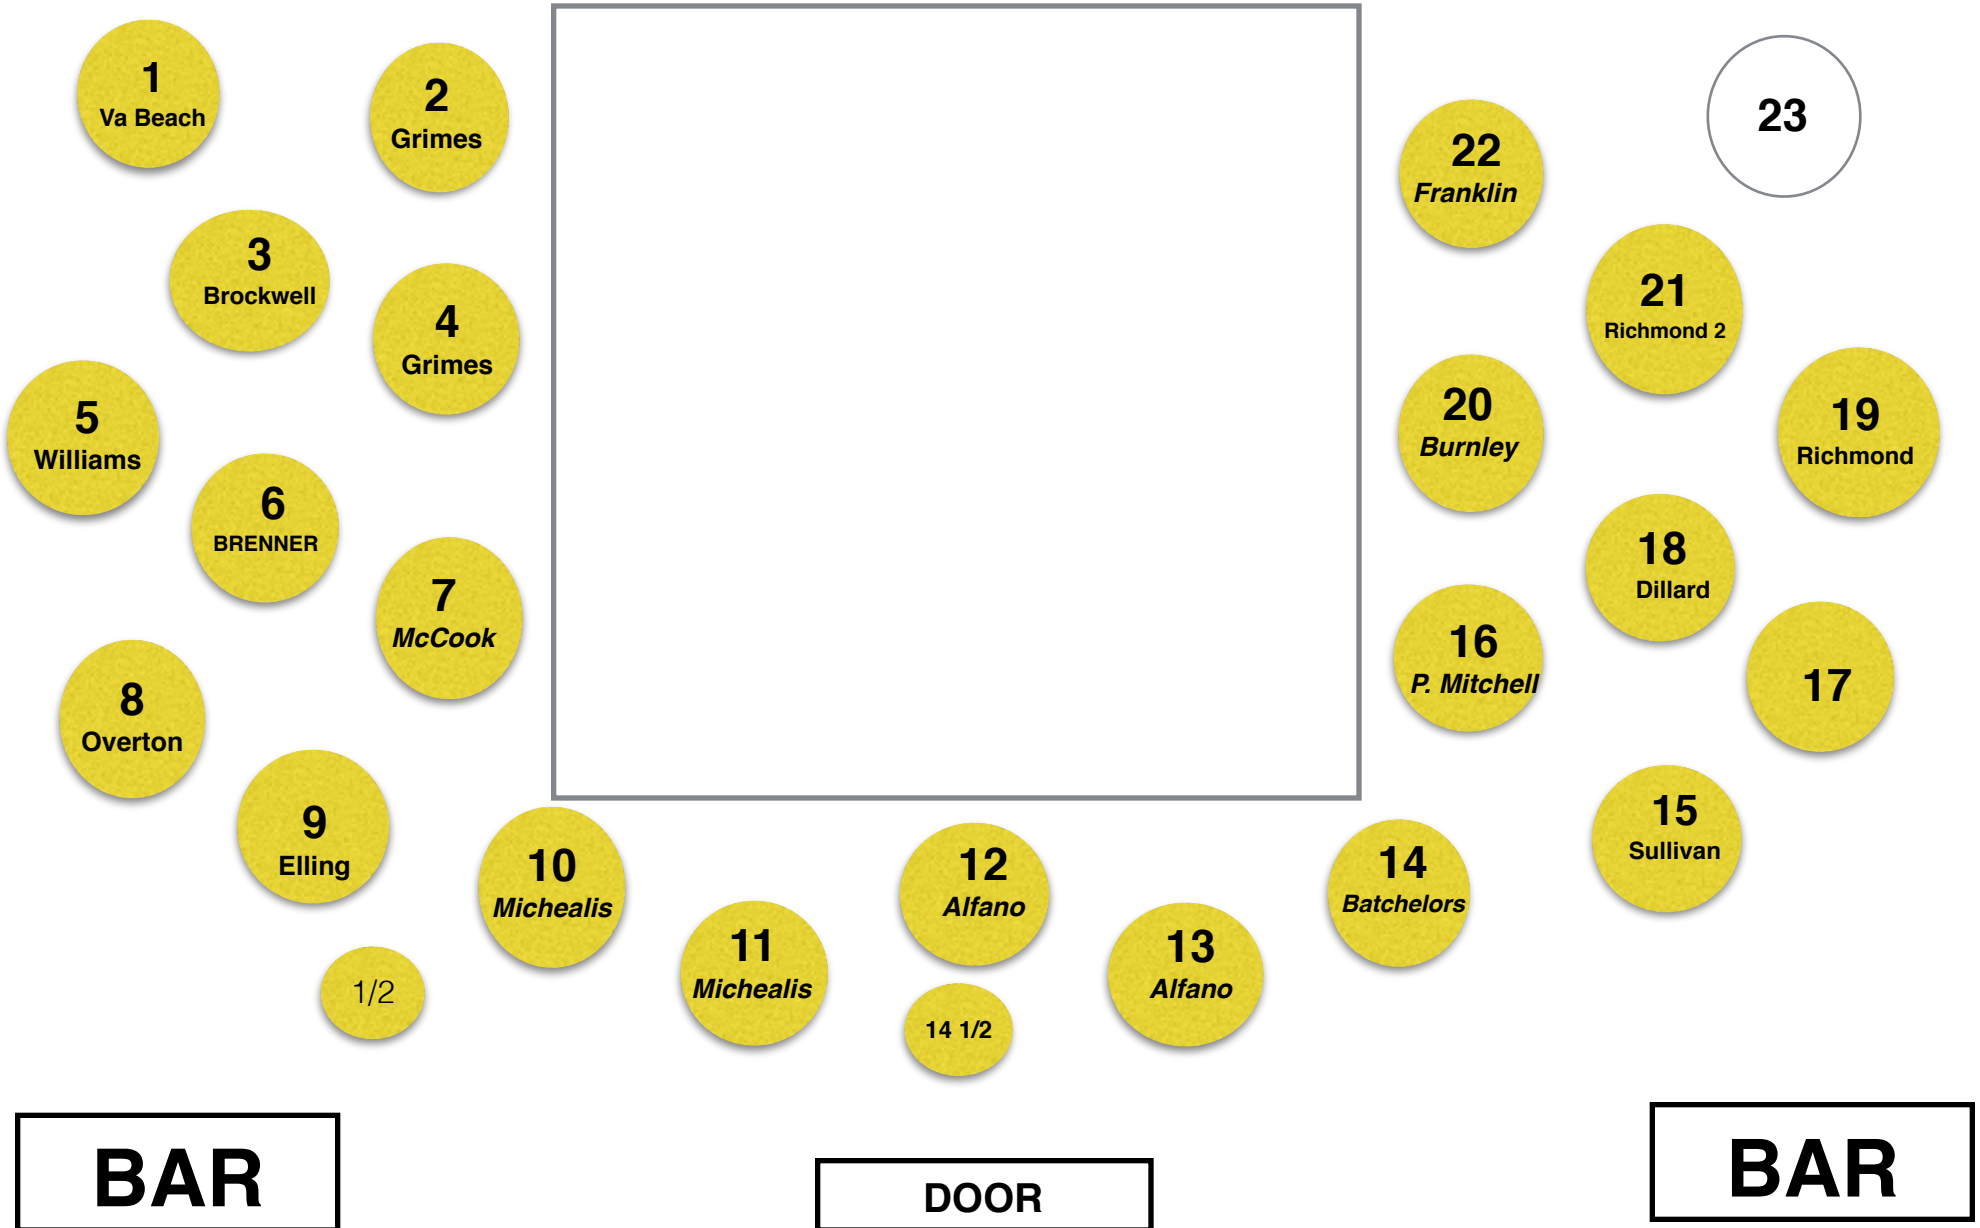 1
Va Beach
2
Grimes
3
Brockwell
4
Grimes
5
Williams
6
BRENNER
7
McCook
8
Overton
9
Elling
1/2
10
Michealis
11
Michealis
12
Alfano
14 1/2
13
Alfano
14
Batchelors
15
Sullivan
16
P. Mitchell
17
18
Dillard
19
Richmond
20
Burnley
21
Richmond 2
22
Franklin
23
BAR
DOOR
BAR